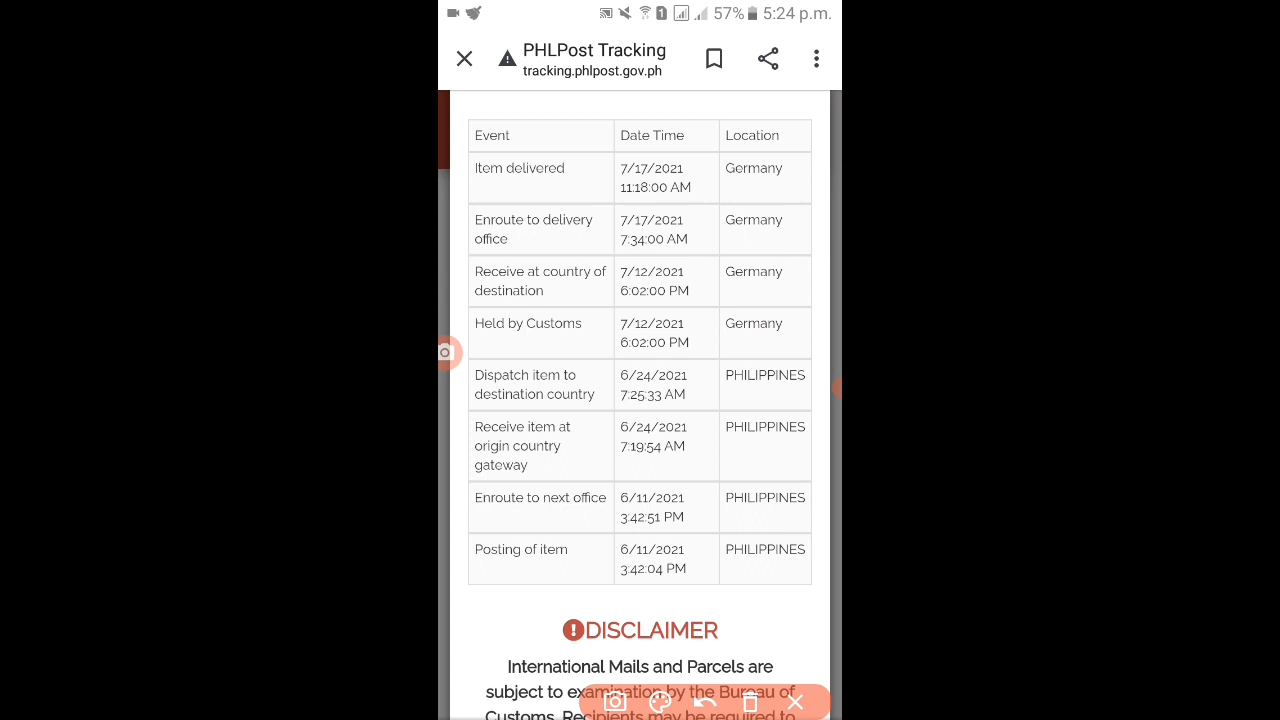 57% 5:24 p.m.
PHLPost Tracking
tracking.phlpost.gov.ph
Event Date Time Location
Item delivered 7/17/2021 Germany
11:18:00 AM
Enroute to delivery 7/17/2021 Germany
office 7:34:00 AM
Receive at country of 7/12/2021 Germany
destination 6:02:00 PM
Held by Customs 7/12/2021 Germany
6:02:00 PM
Dispatch item to 6/24/2021 PHILIPPINES
destination country 7:25:33 AM
Receive item at 6/24/2021 PHILIPPINES
origin country 7:19:54 AM
gateway
Enroute to next office 6/11/2021 PHILIPPINES
3:42:51 PM
Posting of item 6/11/2021 PHILIPPINES
3:42:04 PM
DISCLAIMER
International Mails and Parcels are
subject to examination by the Bureau of
Customs. Recipients may be required to